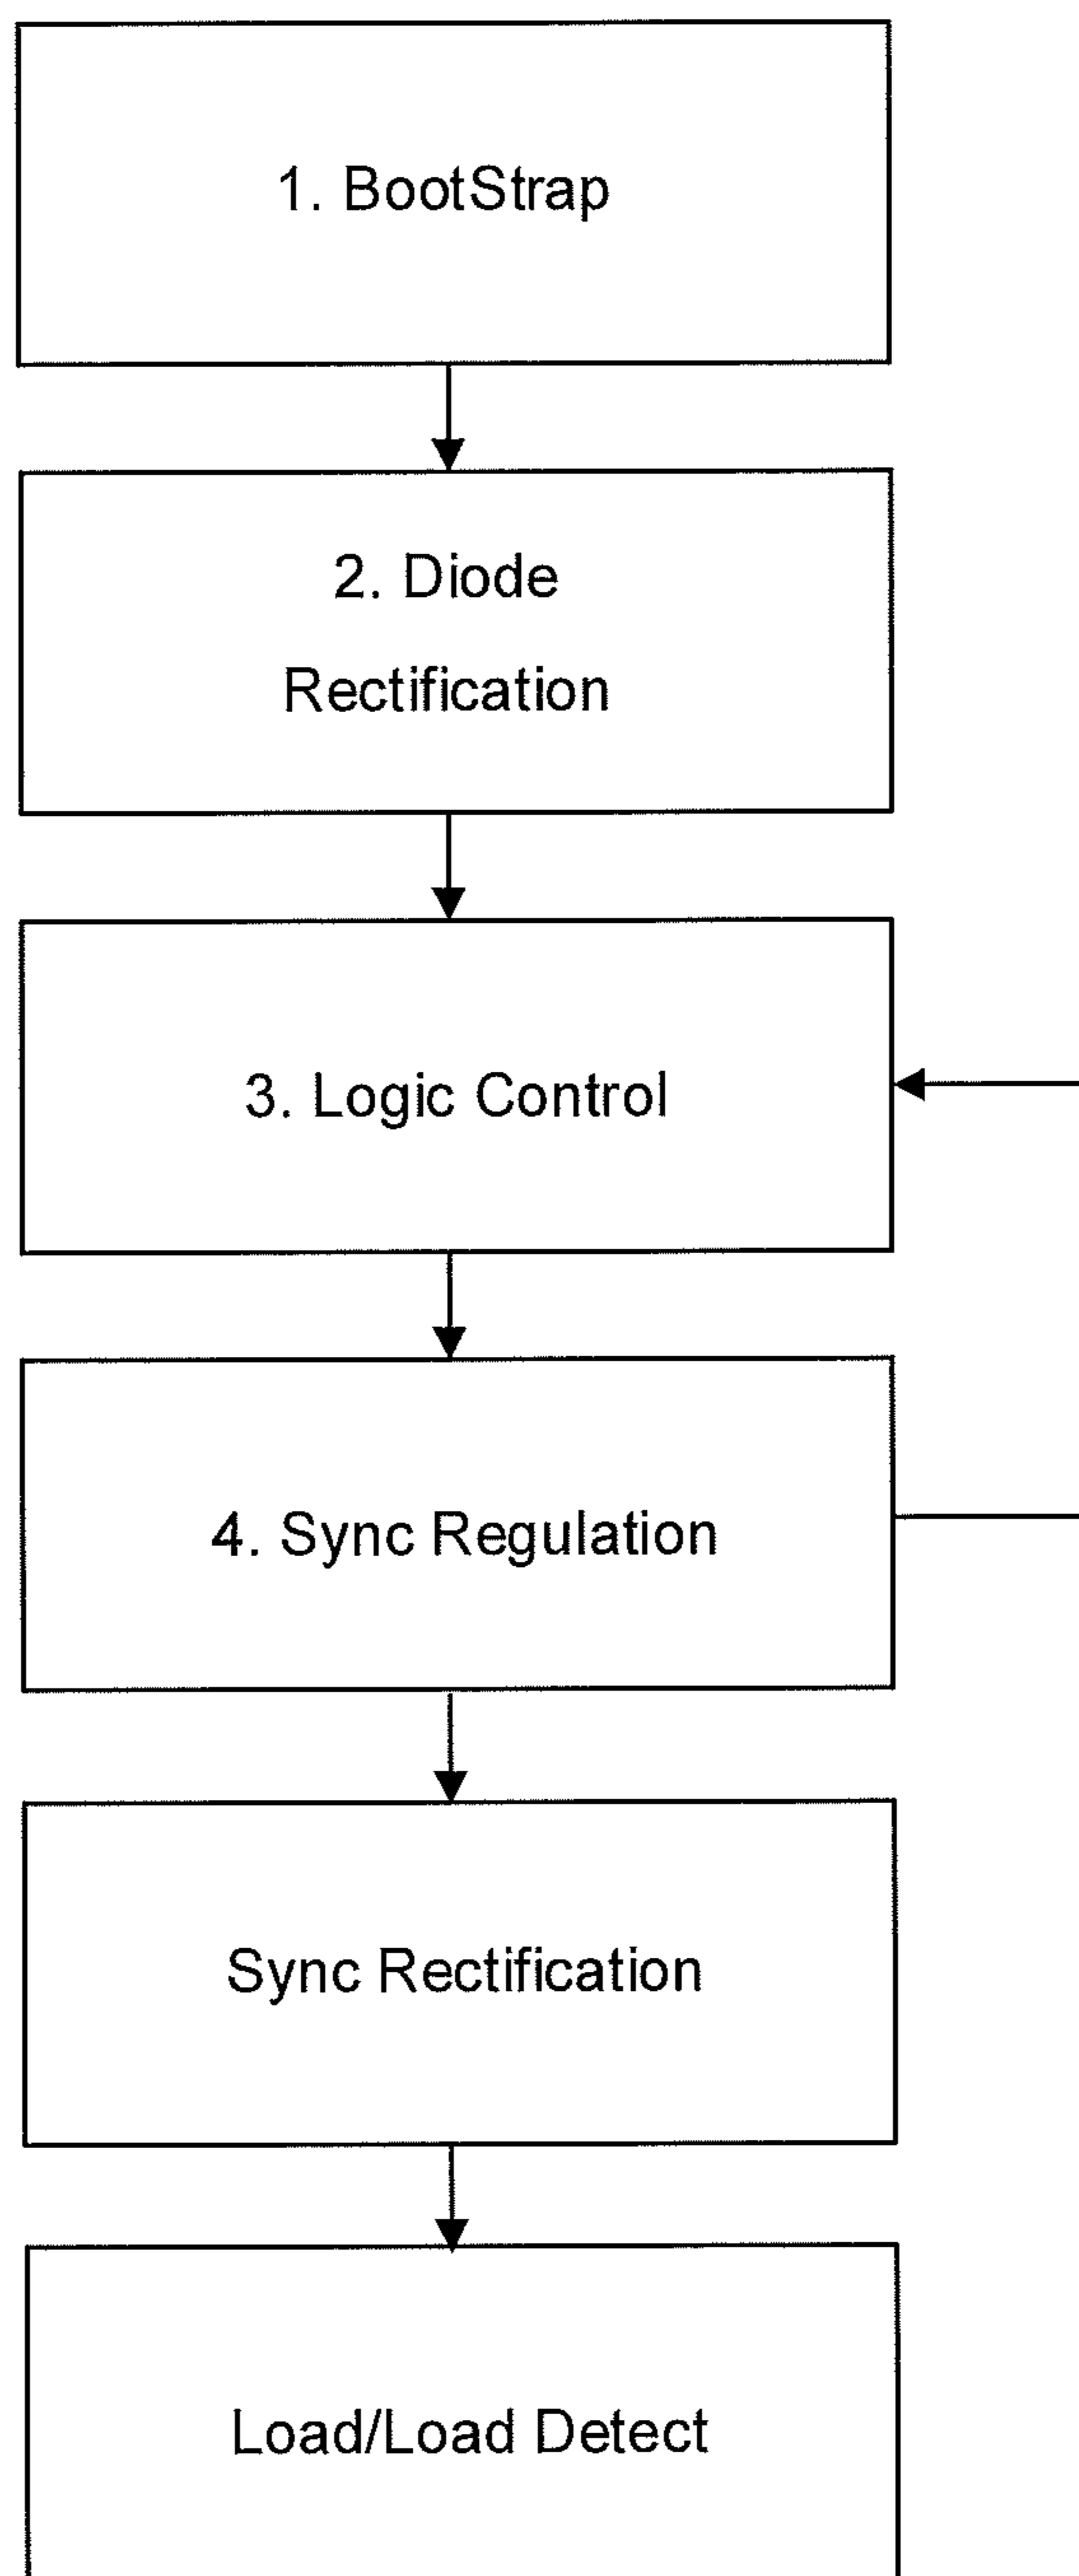 1. BootStrap
2. Diode
Rectification
3. Logic Control
4. Sync Regulation
Sync Rectification
Load/Load Detect